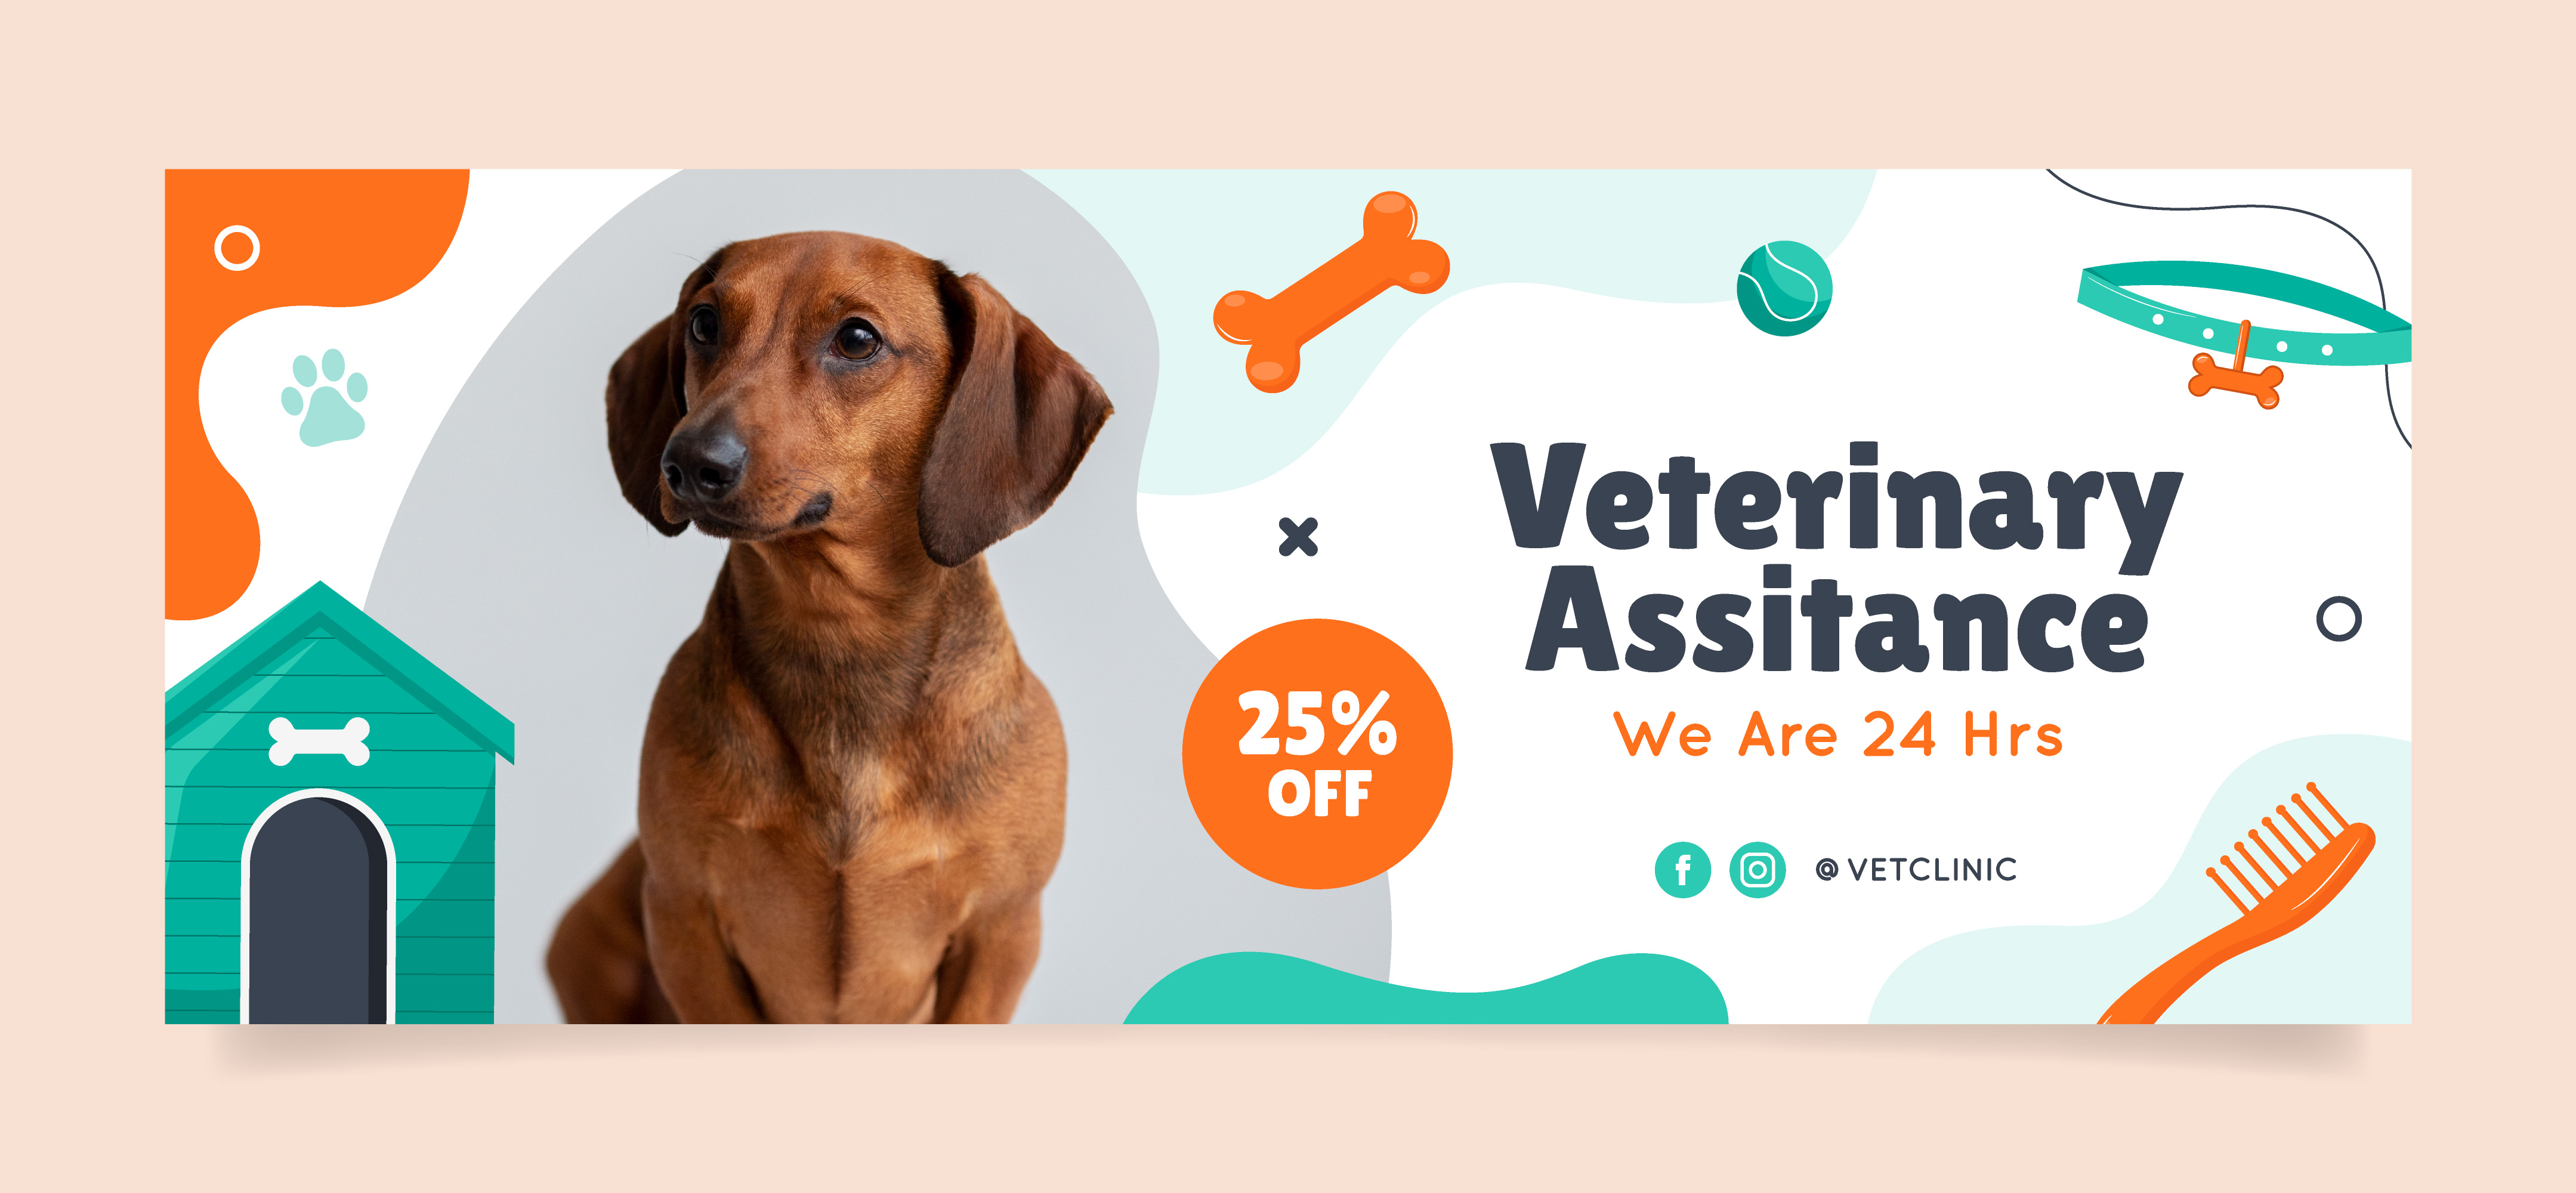 Veterinary
Assitance
We Are 24 Hrs
25%
OFF
@VETCLINIC